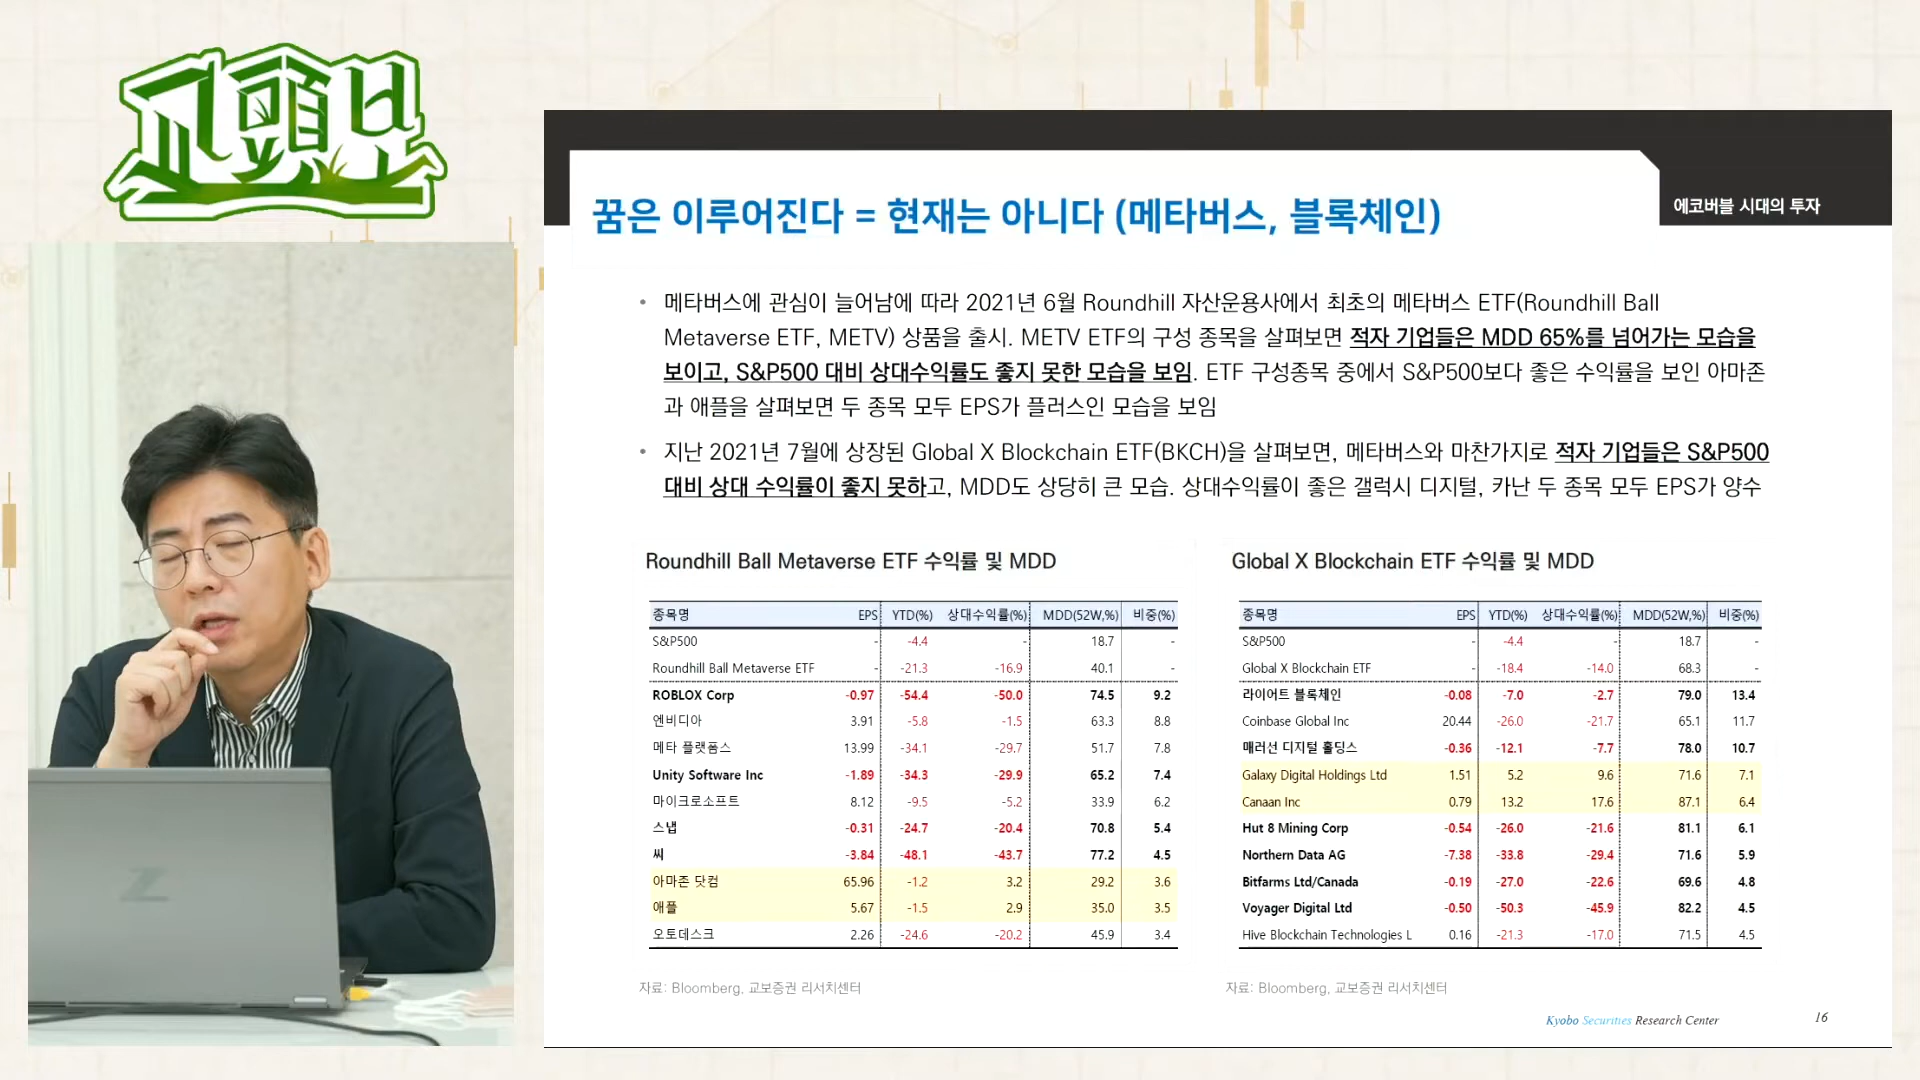 교頭보
에코버블 시대의 투자
꿈은 이루어진다 = 현재는 아니다 (메타버스, 블록체인)
• 메타버스에 관심이 늘어남에 따라 2021년 6월 Roundhill 자산운용사에서 최초의 메타버스 ETF(Roundhill Ball
Metaverse ETF, METV) 상품을 출시. METV ETF의 구성 종목을 살펴보면 적자 기업들은 MDD 65%를 넘어가는 모습을
보이고, S&P500 대비 상대수익률도 좋지 못한 모습을 보임. ETF 구성종목 중에서 S&P500보다 좋은 수익률을 보인 아마존
과 애플을 살펴보면 두 종목 모두 EPS가 플러스인 모습을 보임
• 지난 2021년 7월에 상장된 Global X Blockchain ETF(BKCH)을 살펴보면, 메타버스와 마찬가지로 적자 기업들은 S&P500
대비 상대 수익률이 좋지 못하고, MDD도 상당히 큰 모습. 상대수익률이 좋은 갤럭시 디지털, 카난 두 종목 모두 EPS가 양수
Roundhill Ball Metaverse ETF 수익률 및 MDD
종목명 EPS YTD(%) 상대수익률(%) MDD(52W,%) 비중(%)
S&P500 - -4.4 - 18.7 -
Roundhill Ball Metaverse ETF - -21.3 -16.9 40.1 -
ROBLOX Corp -0.97 -54.4 -50.0 74.5 9.2
엔비디아 3.91 -5.8 -1.5 63.3 8.8
메타 플랫폼스 13.99 -34.1 -29.7 51.7 7.8
Unity Software Inc -1.89 -34.3 -29.9 65.2 7.4
마이크로소프트 8.12 -9.5 -5.2 33.9 6.2
스냅 -0.31 -24.7 -20.4 70.8 5.4
씨 -3.84 -48.1 -43.7 77.2 4.5
아마존 닷컴 65.96 -1.2 3.2 29.2 3.6
애플 5.67 -1.5 2.9 35.0 3.5
오토데스크 2.26 -24.6 -20.2 45.9 3.4
자료: Bloomberg, 교보증권 리서치센터
Global X Blockchain ETF 수익률 및 MDD
종목명 EPS YTD(%) 상대수익률(%) MDD(52W,%) 비중(%)
S&P500 - -4.4 - 18.7 -
Global X Blockchain ETF - -18.4 -14.0 68.3 -
라이어트 블록체인 -0.08 -7.0 -2.7 79.0 13.4
Coinbase Global Inc 20.44 -26.0 -21.7 65.1 11.7
매러선 디지털 홀딩스 -0.36 -12.1 -7.7 78.0 10.7
Galaxy Digital Holdings Ltd 1.51 5.2 9.6 71.6 7.1
Canaan Inc 0.79 13.2 17.6 87.1 6.4
Hut 8 Mining Corp -0.54 -26.0 -21.6 81.1 6.1
Northern Data AG -7.38 -33.8 -29.4 71.6 5.9
Bitfarms Ltd/Canada -0.19 -27.0 -22.6 69.6 4.8
Voyager Digital Ltd -0.50 -50.3 -45.9 82.2 4.5
Hive Blockchain Technologies L 0.16 -21.3 -17.0 71.5 4.5
자료: Bloomberg, 교보증권 리서치센터
Kyobo Securities Research Center
16